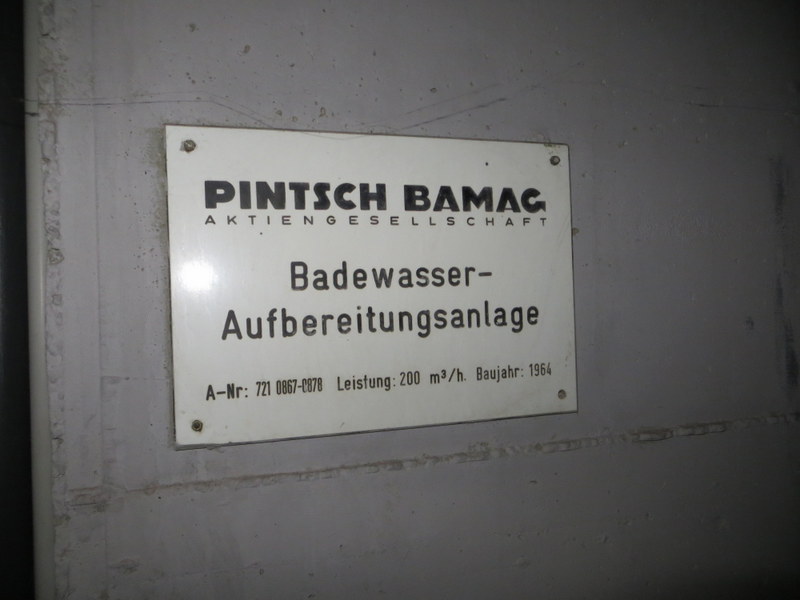 PINTSCH BAMAG
AKTIENGESELLSCHAFT
Badewasser-
Aufbereitungsanlage
A-Nr: 721 0867-0878 Leistung: 200 m³/h. Baujahr: 1964